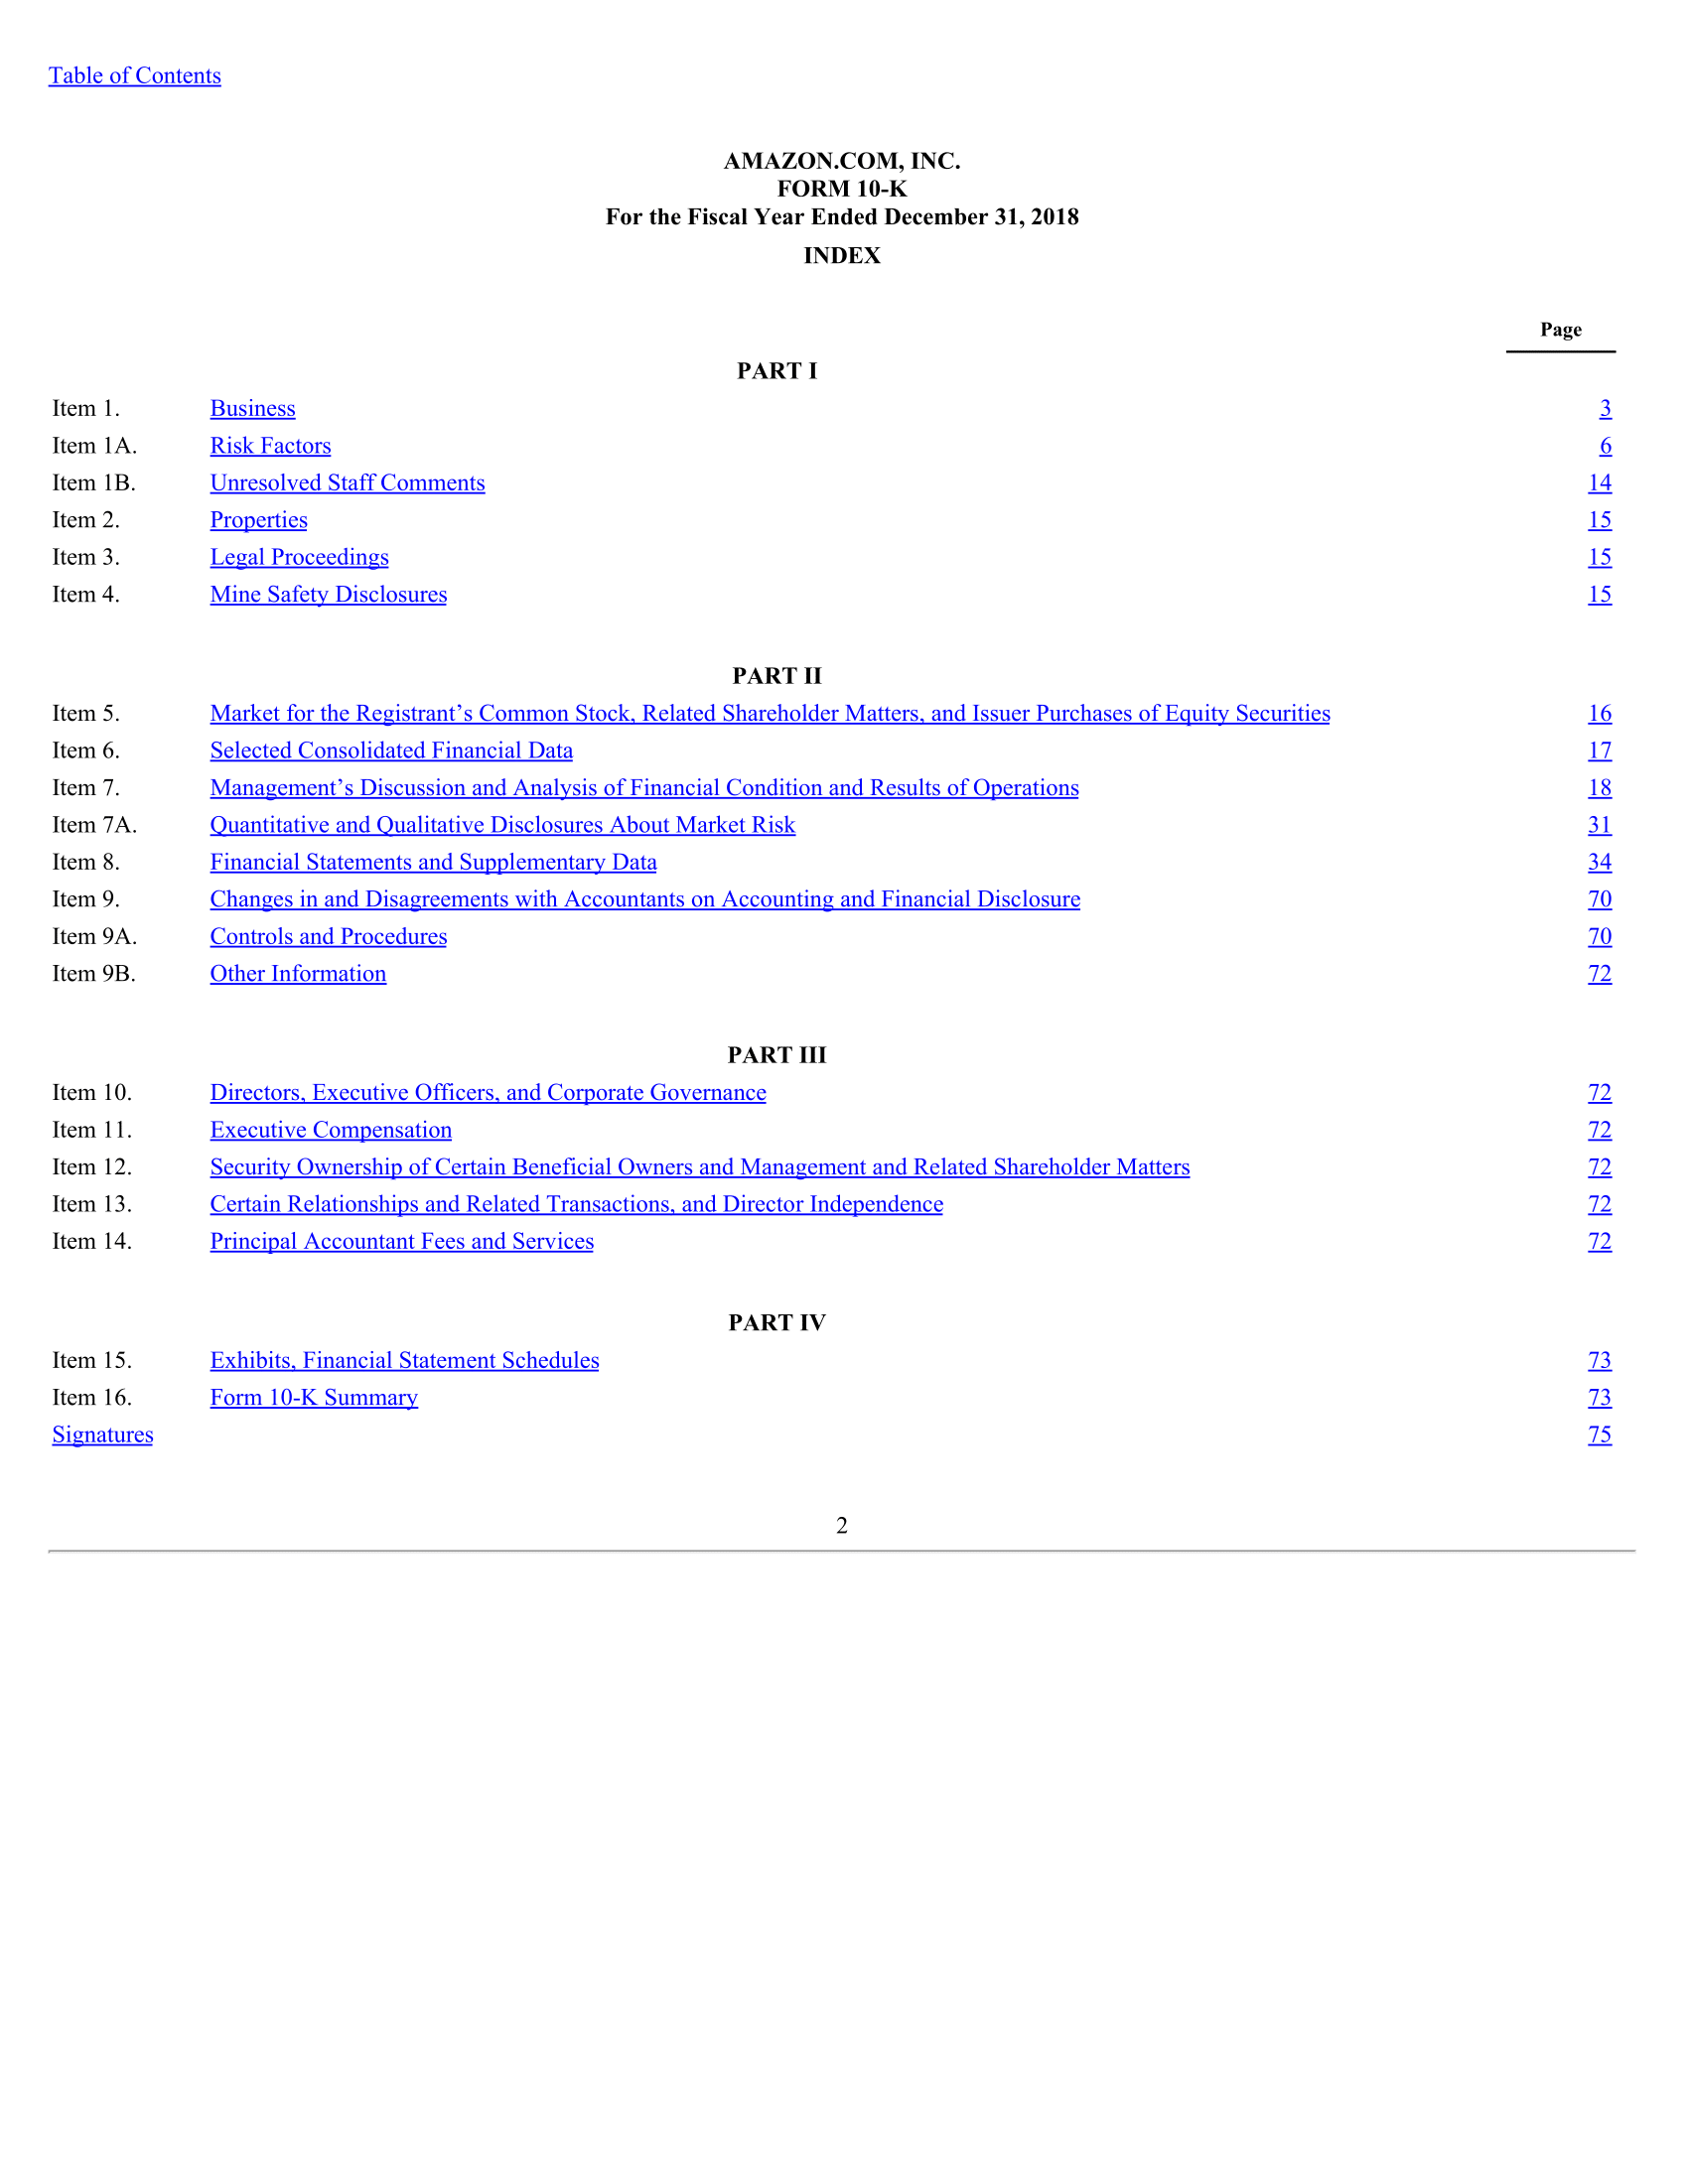 Table of Contents
AMAZON.COM, INC.
FORM 10-K
For the Fiscal Year Ended December 31, 2018
INDEX
Page
PART I
Item 1. Business 3
Item 1A. Risk Factors 6
Item 1B. Unresolved Staff Comments 14
Item 2. Properties 15
Item 3. Legal Proceedings 15
Item 4. Mine Safety Disclosures 15
PART II
Item 5. Market for the Registrant’s Common Stock, Related Shareholder Matters, and Issuer Purchases of Equity Securities 16
Item 6. Selected Consolidated Financial Data 17
Item 7. Management’s Discussion and Analysis of Financial Condition and Results of Operations 18
Item 7A. Quantitative and Qualitative Disclosures About Market Risk 31
Item 8. Financial Statements and Supplementary Data 34
Item 9. Changes in and Disagreements with Accountants on Accounting and Financial Disclosure 70
Item 9A. Controls and Procedures 70
Item 9B. Other Information 72
PART III
Item 10. Directors, Executive Officers, and Corporate Governance 72
Item 11. Executive Compensation 72
Item 12. Security Ownership of Certain Beneficial Owners and Management and Related Shareholder Matters 72
Item 13. Certain Relationships and Related Transactions, and Director Independence 72
Item 14. Principal Accountant Fees and Services 72
PART IV
Item 15. Exhibits, Financial Statement Schedules 73
Item 16. Form 10-K Summary 73
Signatures 75
2